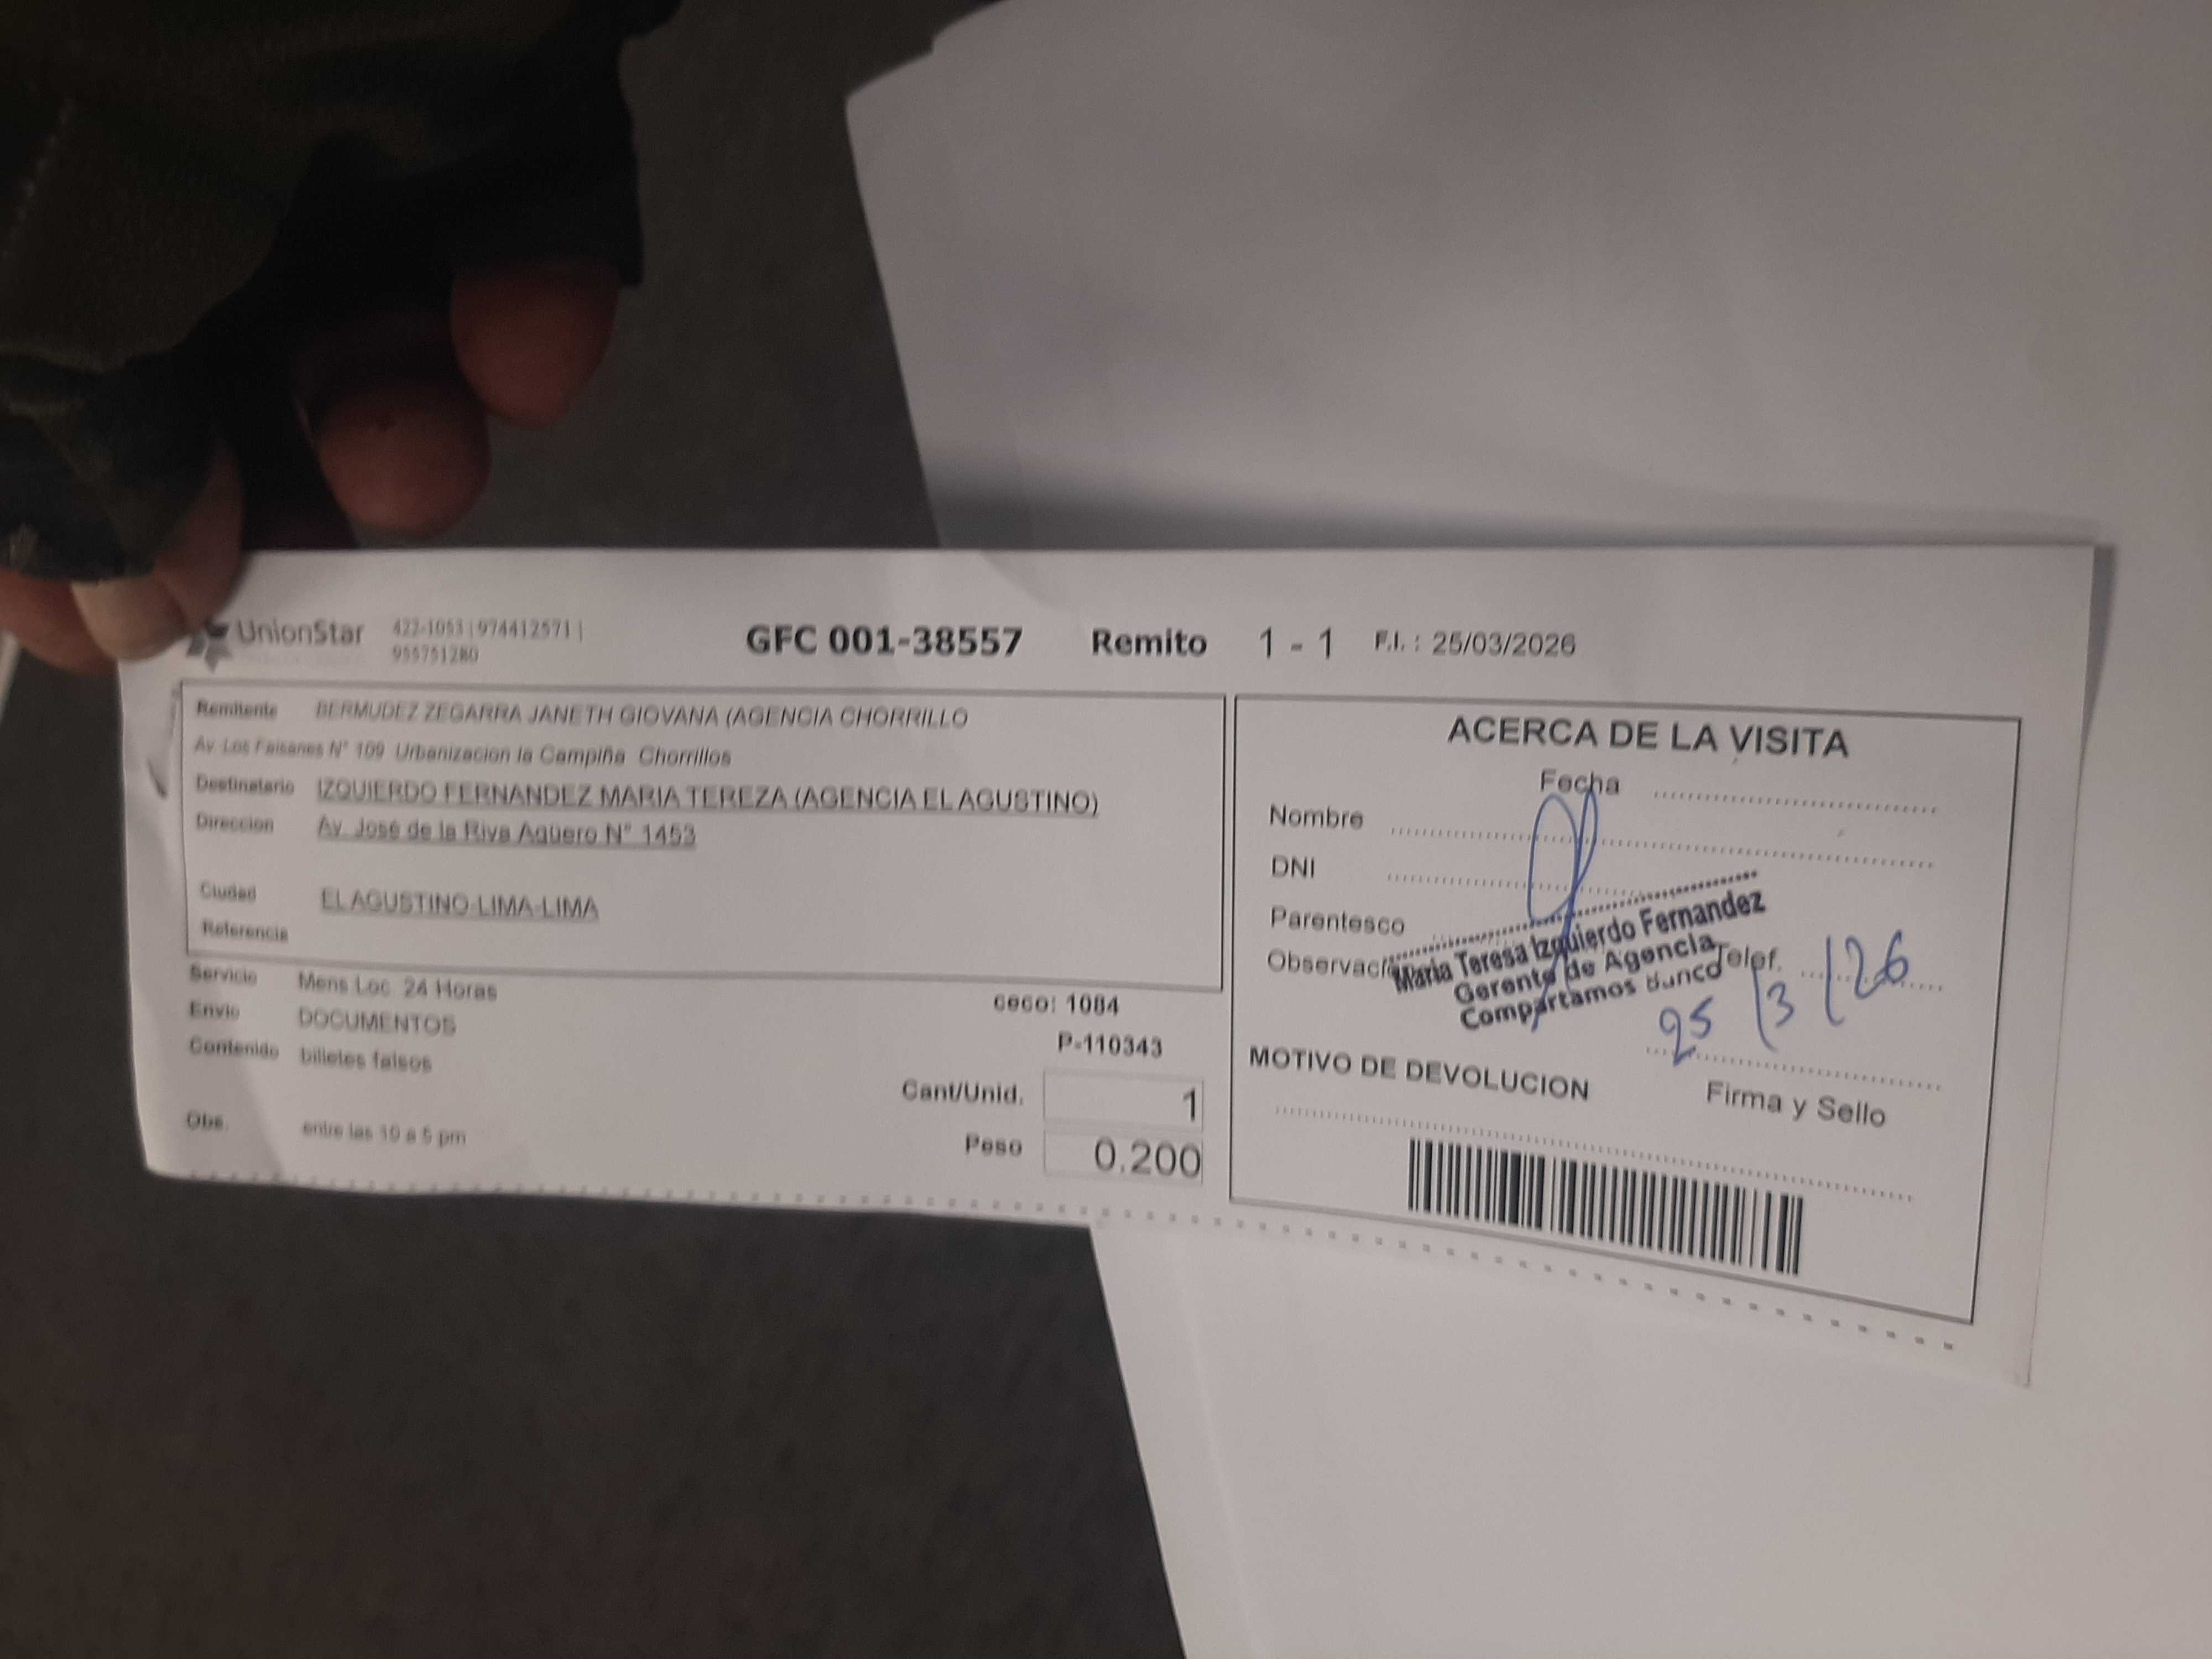 UnionStar 422-1053 | 974412571 |
955751280
GFC 001-38557 Remito 1 - 1 F.I. : 25/03/2026
Remitente BERMUDEZ ZEGARRA JANETH GIOVANA (AGENCIA CHORRILLO
Av. Los Faisanes N° 109 Urbanizacion la Campiña Chorrillos
Destinatario IZQUIERDO FERNANDEZ MARIA TEREZA (AGENCIA EL AGUSTINO)
Direccion Av. José de la Riva Agüero N° 1453
Ciudad EL AGUSTINO-LIMA-LIMA
Referencia
Servicio Mens Loc. 24 Horas
ceco: 1084
Envio DOCUMENTOS
P-110343
Contenido billetes falsos
Cant/Unid. 1
Obs. entre las 10 a 5 pm
Peso 0.200
ACERCA DE LA VISITA
Fecha
Nombre
DNI
Parentesco
Observaci
Telef.
Maria Teresa Izquierdo Fernandez
Gerente de Agencia
Compartamos Banco
25/3/26
MOTIVO DE DEVOLUCION
Firma y Sello